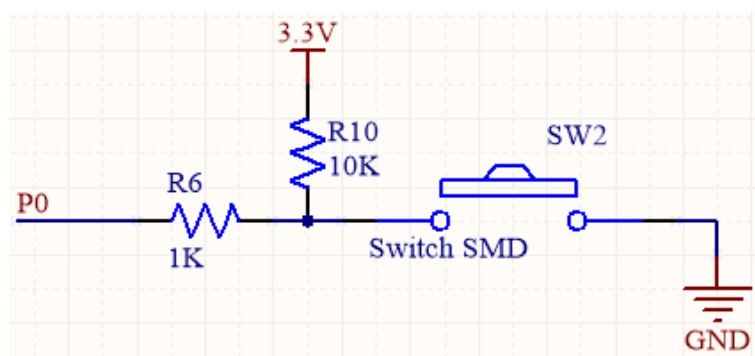 3.3V
R10
10K
SW2
P0
R6
1K
Switch SMD
GND